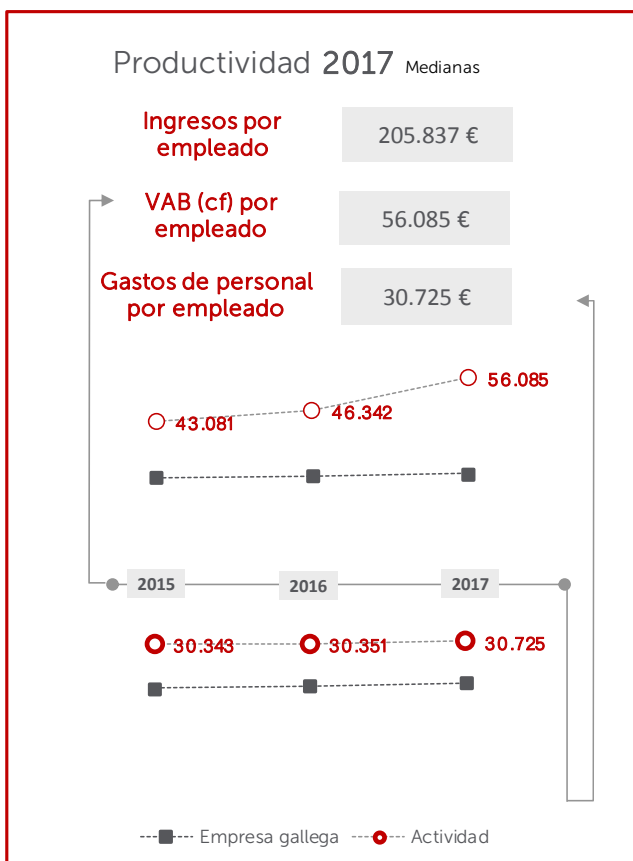 Productividad 2017 Medianas
Ingresos por
empleado
205.837 €
VAB (cf) por
empleado
56.085 €
Gastos de personal
por empleado
30.725 €
56.085
46.342
43.081
2015
2016
2017
30.343
30.351
30.725
Empresa gallega
Actividad